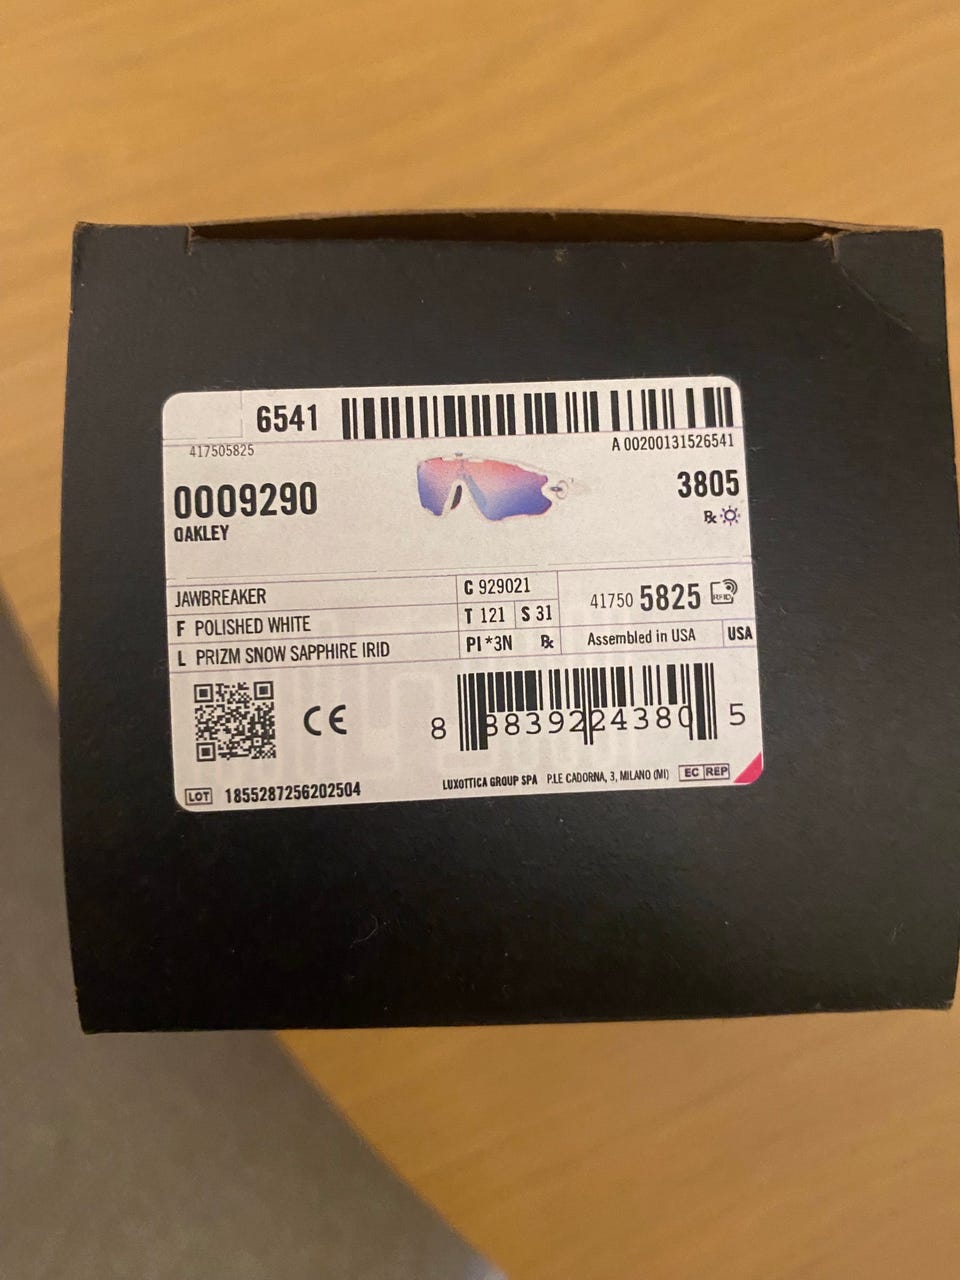 6541
A 00200131526541
417505825
0009290
3805
OAKLEY
Rx
JAWBREAKER
C 929021
F POLISHED WHITE
T 121 S 31
41750 5825 RFID
L PRIZM SNOW SAPPHIRE IRID
PI *3N Rx
Assembled in USA USA
CE
8 88392 24380 5
LOT 1855287256202504
LUXOTTICA GROUP SPA P.LE CADORNA, 3, MILANO (MI) EC REP